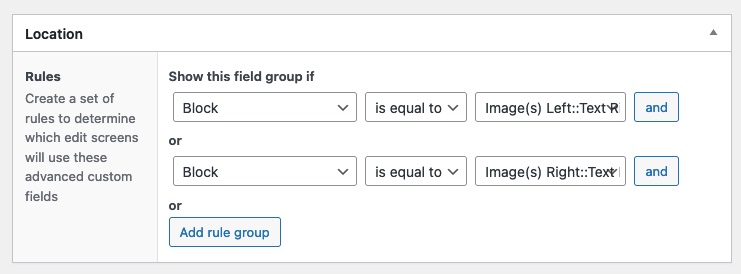 Location
Rules
Create a set of
rules to determine
which edit screens
will use these
advanced custom
fields
Show this field group if
Block is equal to Image(s) Left::Text and
or
Block is equal to Image(s) Right::Text and
or
Add rule group